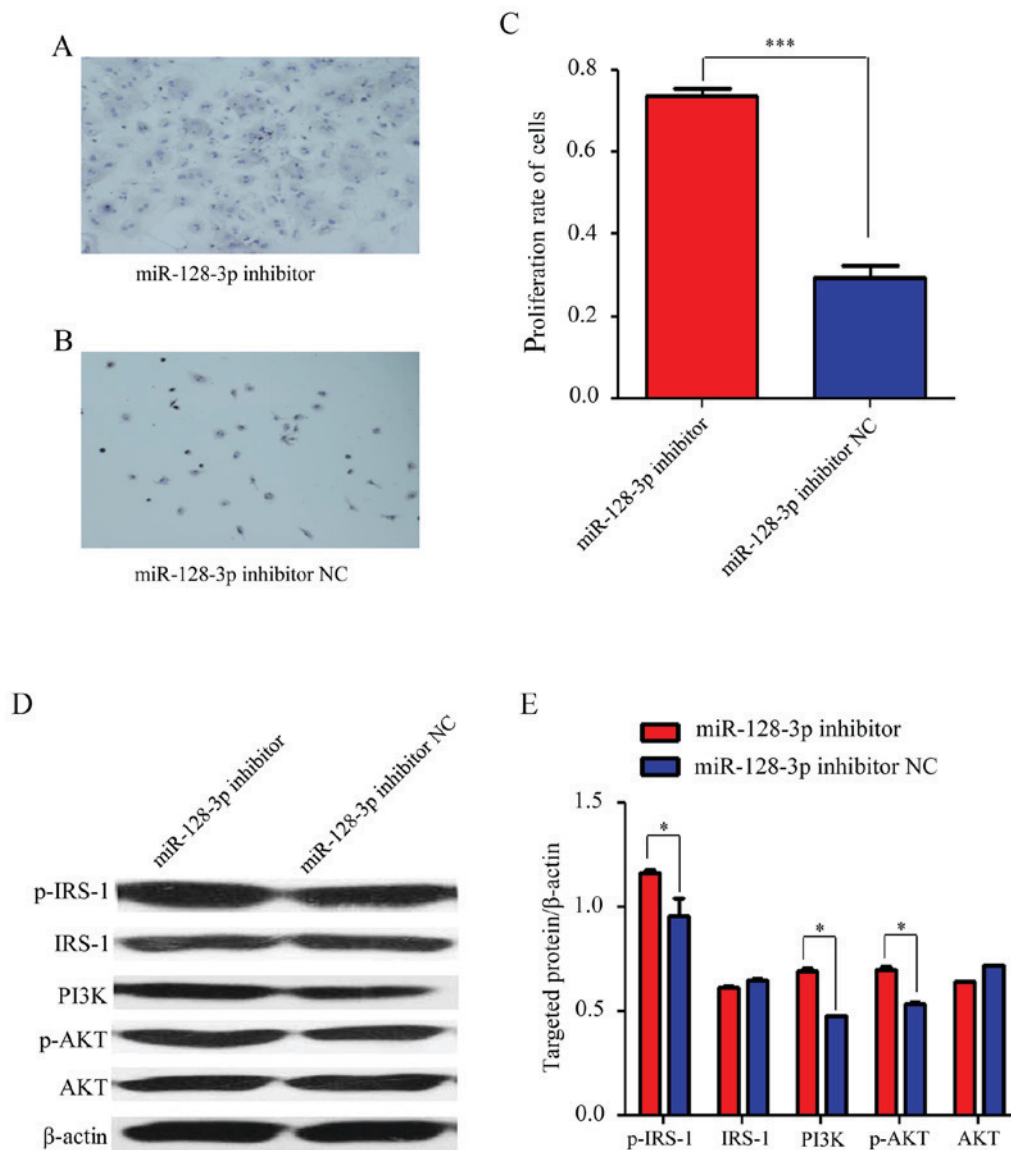 A
miR-128-3p inhibitor
B
miR-128-3p inhibitor NC
C
***
Proliferation rate of cells
0.8
0.6
0.4
0.2
0.0
miR-128-3p inhibitor
miR-128-3p inhibitor NC
D
miR-128-3p inhibitor
miR-128-3p inhibitor NC
p-IRS-1
IRS-1
PI3K
p-AKT
AKT
β-actin
E
miR-128-3p inhibitor
miR-128-3p inhibitor NC
Targeted protein/β-actin
1.5
1.0
0.5
0.0
*
*
*
p-IRS-1
IRS-1
PI3K
p-AKT
AKT